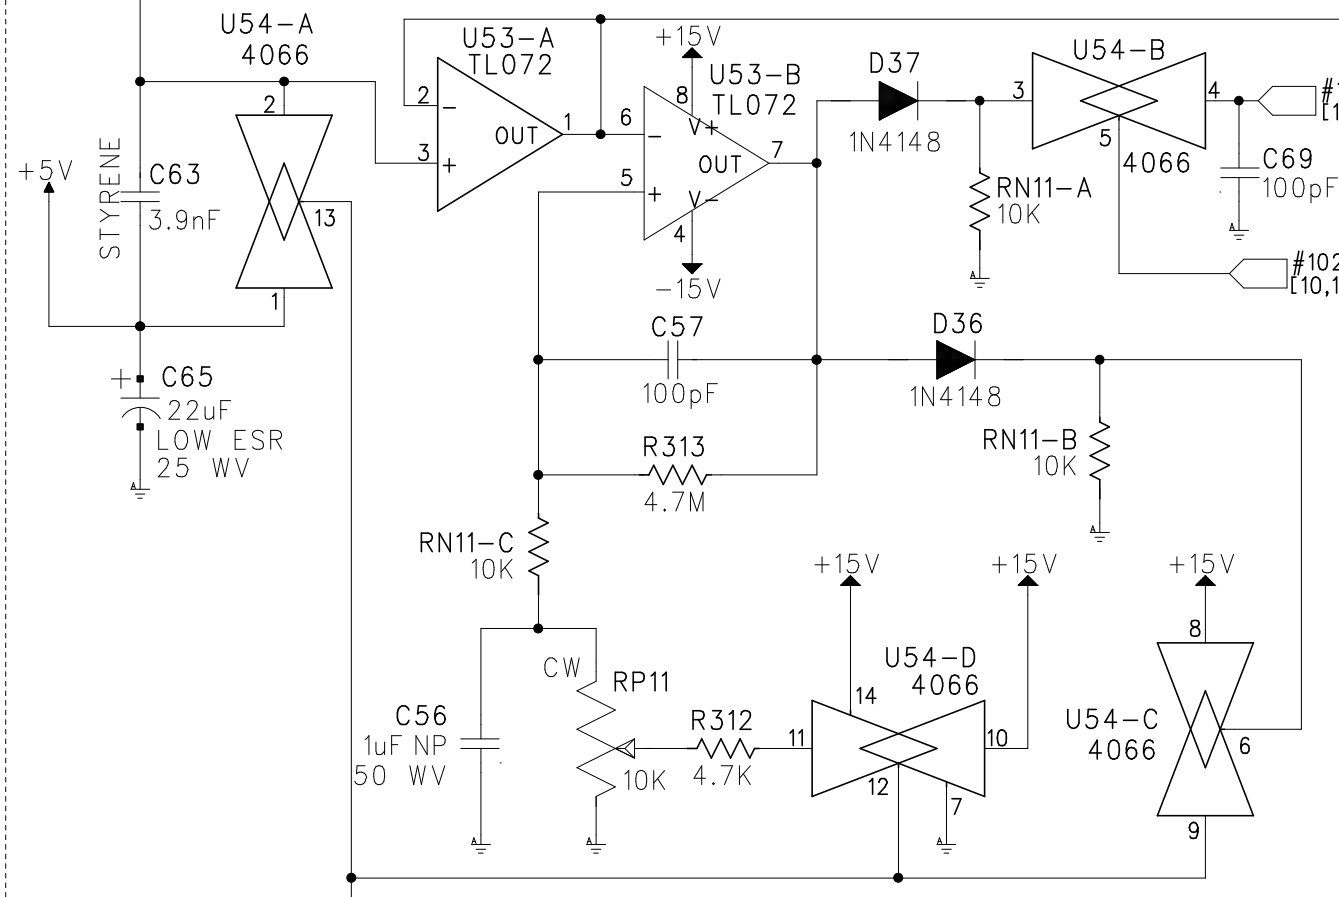 U54-A
4066
2
1
13
+5V
STYRENE
C63
3.9nF
+
C65
22uF
LOW ESR
25 WV
A
U53-A
TL072
2
-
3
+
OUT
1
+15V
U53-B
TL072
8
V+
6
-
5
+
OUT
7
V-
4
-15V
D37
1N4148
RN11-A
10K
A
U54-B
3
4
5
4066
C69
100pF
A
#102
[10,1
C57
100pF
D36
1N4148
R313
4.7M
RN11-B
10K
A
RN11-C
10K
CW
RP11
10K
A
C56
1uF NP
50 WV
A
R312
4.7K
+15V
+15V
+15V
U54-D
4066
14
11
10
12
7
A
U54-C
4066
8
6
9